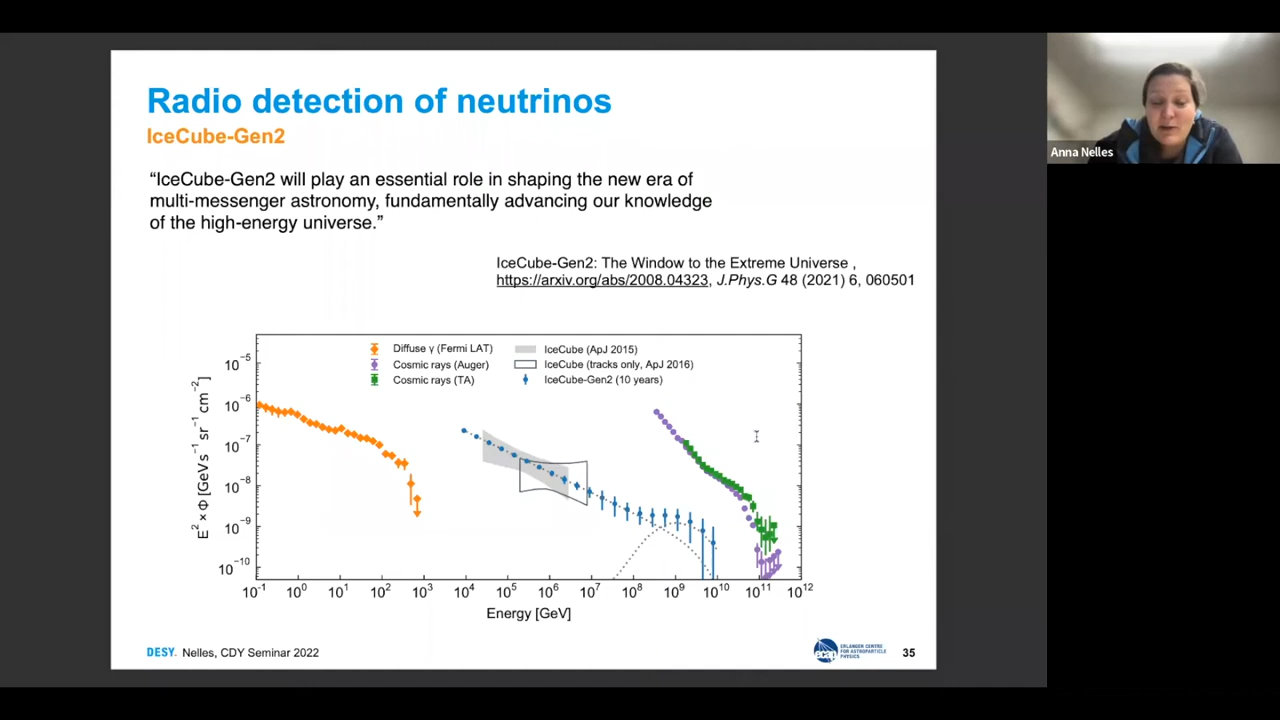 Radio detection of neutrinos
IceCube-Gen2
“IceCube-Gen2 will play an essential role in shaping the new era of
multi-messenger astronomy, fundamentally advancing our knowledge
of the high-energy universe.”
IceCube-Gen2: The Window to the Extreme Universe ,
https://arxiv.org/abs/2008.04323, J.Phys.G 48 (2021) 6, 060501
Diffuse γ (Fermi LAT)
Cosmic rays (Auger)
Cosmic rays (TA)
IceCube (ApJ 2015)
IceCube (tracks only, ApJ 2016)
IceCube-Gen2 (10 years)
E² × Φ [GeV s⁻¹ sr⁻¹ cm⁻²]
10⁻⁵
10⁻⁶
10⁻⁷
10⁻⁸
10⁻⁹
10⁻¹⁰
10⁻¹ 10⁰ 10¹ 10² 10³ 10⁴ 10⁵ 10⁶ 10⁷ 10⁸ 10⁹ 10¹⁰ 10¹¹ 10¹²
Energy [GeV]
DESY. Nelles, CDY Seminar 2022
ecap
ERLANGEN CENTRE
FOR ASTROPARTICLE
PHYSICS
35
Anna Nelles